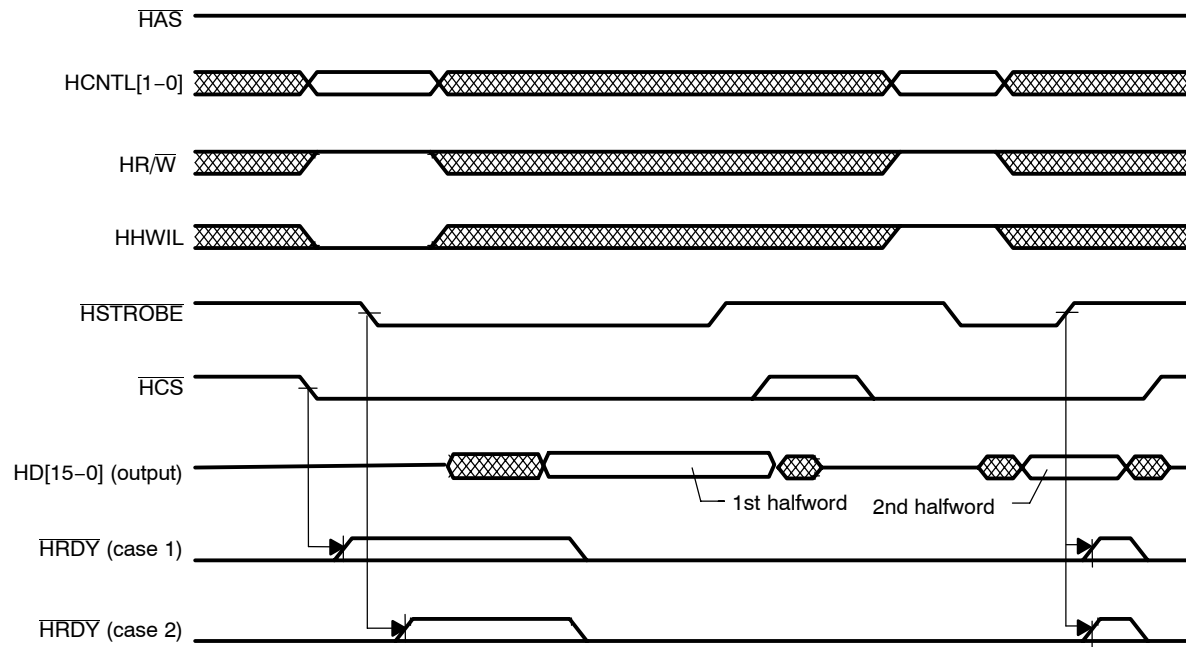 HAS
HCNTL[1−0]
HR/W
HHWIL
HSTROBE
HCS
HD[15−0] (output)
1st halfword
2nd halfword
HRDY (case 1)
HRDY (case 2)